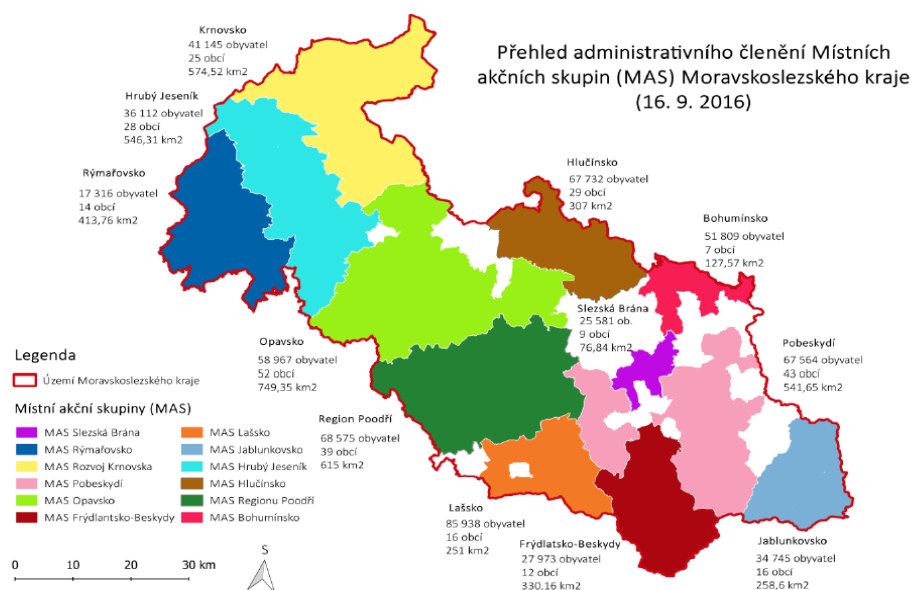 Přehled administrativního členění Místních
akčních skupin (MAS) Moravskoslezského kraje
(16. 9. 2016)
Krnovsko
41 145 obyvatel
25 obcí
574,52 km2
Hrubý Jeseník
36 112 obyvatel
28 obcí
546,31 km2
Rýmařovsko
17 316 obyvatel
14 obcí
413,76 km2
Hlučínsko
67 732 obyvatel
29 obcí
307 km2
Bohumínsko
51 809 obyvatel
7 obcí
127,57 km2
Slezská Brána
25 581 ob.
9 obcí
76,84 km2
Opavsko
58 967 obyvatel
52 obcí
749,35 km2
Pobeskydí
67 564 obyvatel
43 obcí
541,65 km2
Region Poodří
68 575 obyvatel
39 obcí
615 km2
Lašsko
85 938 obyvatel
16 obcí
251 km2
Frýdlatsko-Beskydy
27 973 obyvatel
12 obcí
330,16 km2
Jablunkovsko
34 745 obyvatel
16 obcí
258,6 km2
Legenda
Území Moravskoslezského kraje
Místní akční skupiny (MAS)
MAS Slezská Brána
MAS Rýmařovsko
MAS Rozvoj Krnovska
MAS Pobeskydí
MAS Opavsko
MAS Frýdlantsko-Beskydy
MAS Lašsko
MAS Jablunkovsko
MAS Hrubý Jeseník
MAS Hlučínsko
MAS Regionu Poodří
MAS Bohumínsko
0 10 20 30 km
S